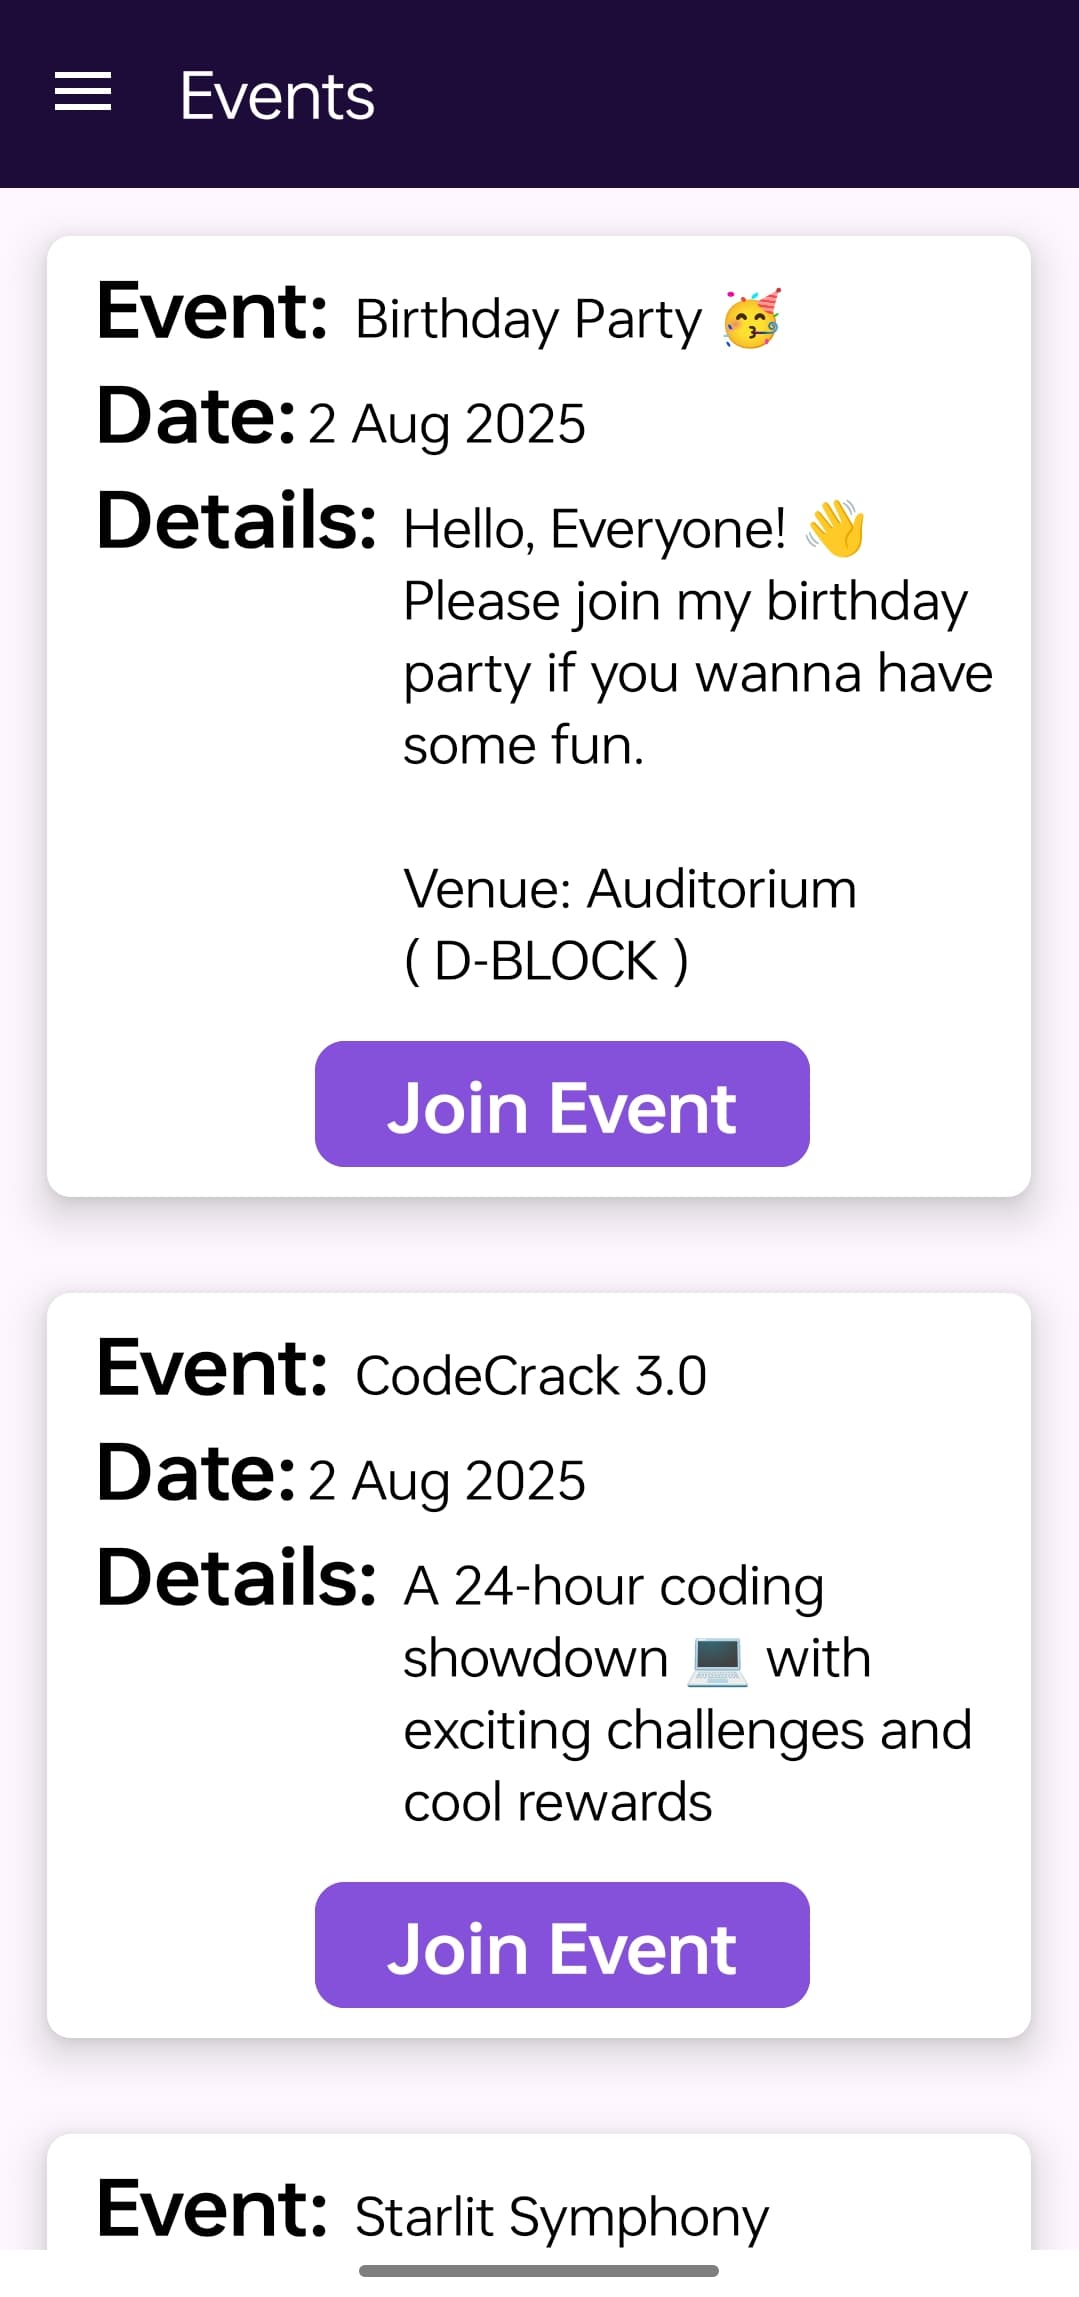 Events
Event: Birthday Party 🥳
Date: 2 Aug 2025
Details: Hello, Everyone! 👋
Please join my birthday
party if you wanna have
some fun.
Venue: Auditorium
( D-BLOCK )
Join Event
Event: CodeCrack 3.0
Date: 2 Aug 2025
Details: A 24-hour coding
showdown 💻 with
exciting challenges and
cool rewards
Join Event
Event: Starlit Symphony